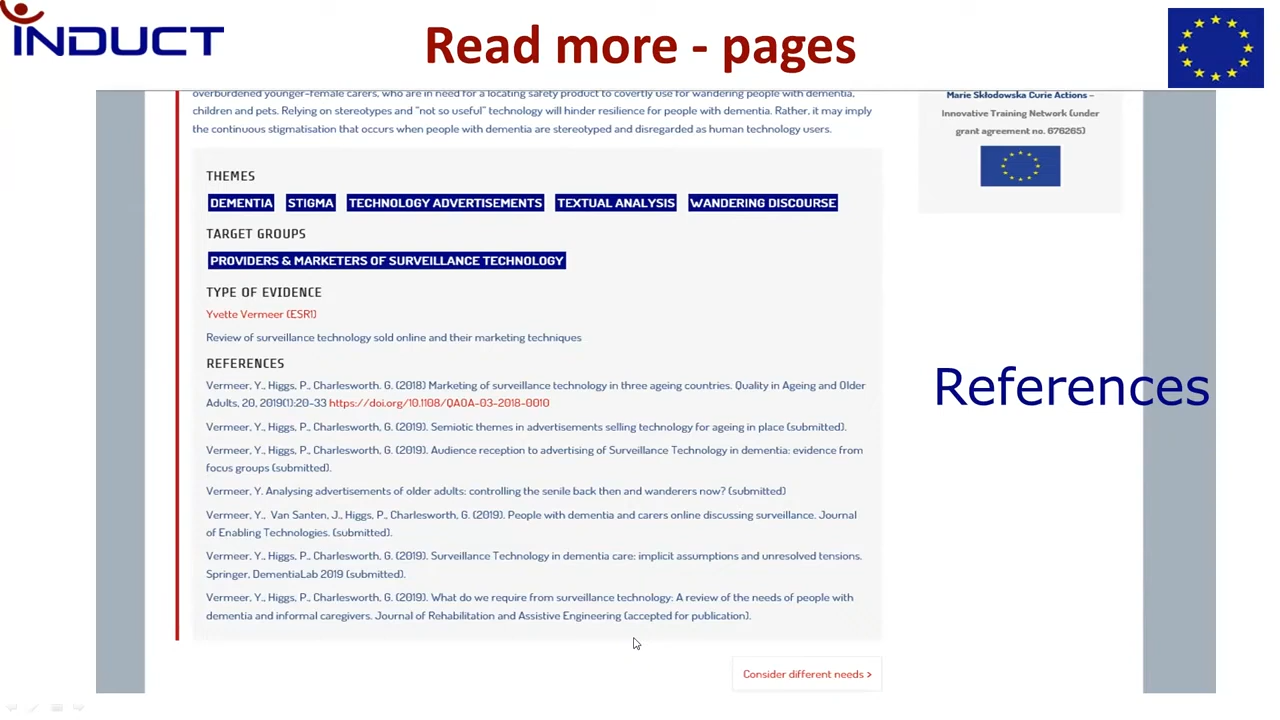 INDUCT
Read more - pages
overburdened younger-female carers, who are in need for a locating safety product to covertly use for wandering people with dementia,
children and pets. Relying on stereotypes and "not so useful" technology will hinder resilience for people with dementia. Rather, it may imply
the continuous stigmatisation that occurs when people with dementia are stereotyped and disregarded as human technology users.
Marie Skłodowska Curie Actions –
Innovative Training Network (under
grant agreement no. 676265)
THEMES
DEMENTIA STIGMA TECHNOLOGY ADVERTISEMENTS TEXTUAL ANALYSIS WANDERING DISCOURSE
TARGET GROUPS
PROVIDERS & MARKETERS OF SURVEILLANCE TECHNOLOGY
TYPE OF EVIDENCE
Yvette Vermeer (ESR1)
Review of surveillance technology sold online and their marketing techniques
REFERENCES
Vermeer, Y., Higgs, P., Charlesworth. G. (2018) Marketing of surveillance technology in three ageing countries. Quality in Ageing and Older
Adults, 20, 2019(1):20-33 https://doi.org/10.1108/QAOA-03-2018-0010
Vermeer, Y., Higgs, P., Charlesworth, G. (2019). Semiotic themes in advertisements selling technology for ageing in place (submitted).
Vermeer, Y., Higgs, P., Charlesworth, G. (2019). Audience reception to advertising of Surveillance Technology in dementia: evidence from
focus groups (submitted).
Vermeer, Y. Analysing advertisements of older adults: controlling the senile back then and wanderers now? (submitted)
Vermeer, Y., Van Santen, J., Higgs, P., Charlesworth, G. (2019). People with dementia and carers online discussing surveillance. Journal
of Enabling Technologies. (submitted).
Vermeer, Y., Higgs, P., Charlesworth, G. (2019). Surveillance Technology in dementia care: implicit assumptions and unresolved tensions.
Springer, DementiaLab 2019 (submitted).
Vermeer, Y., Higgs, P., Charlesworth, G. (2019). What do we require from surveillance technology: A review of the needs of people with
dementia and informal caregivers. Journal of Rehabilitation and Assistive Engineering (accepted for publication).
References
Consider different needs >